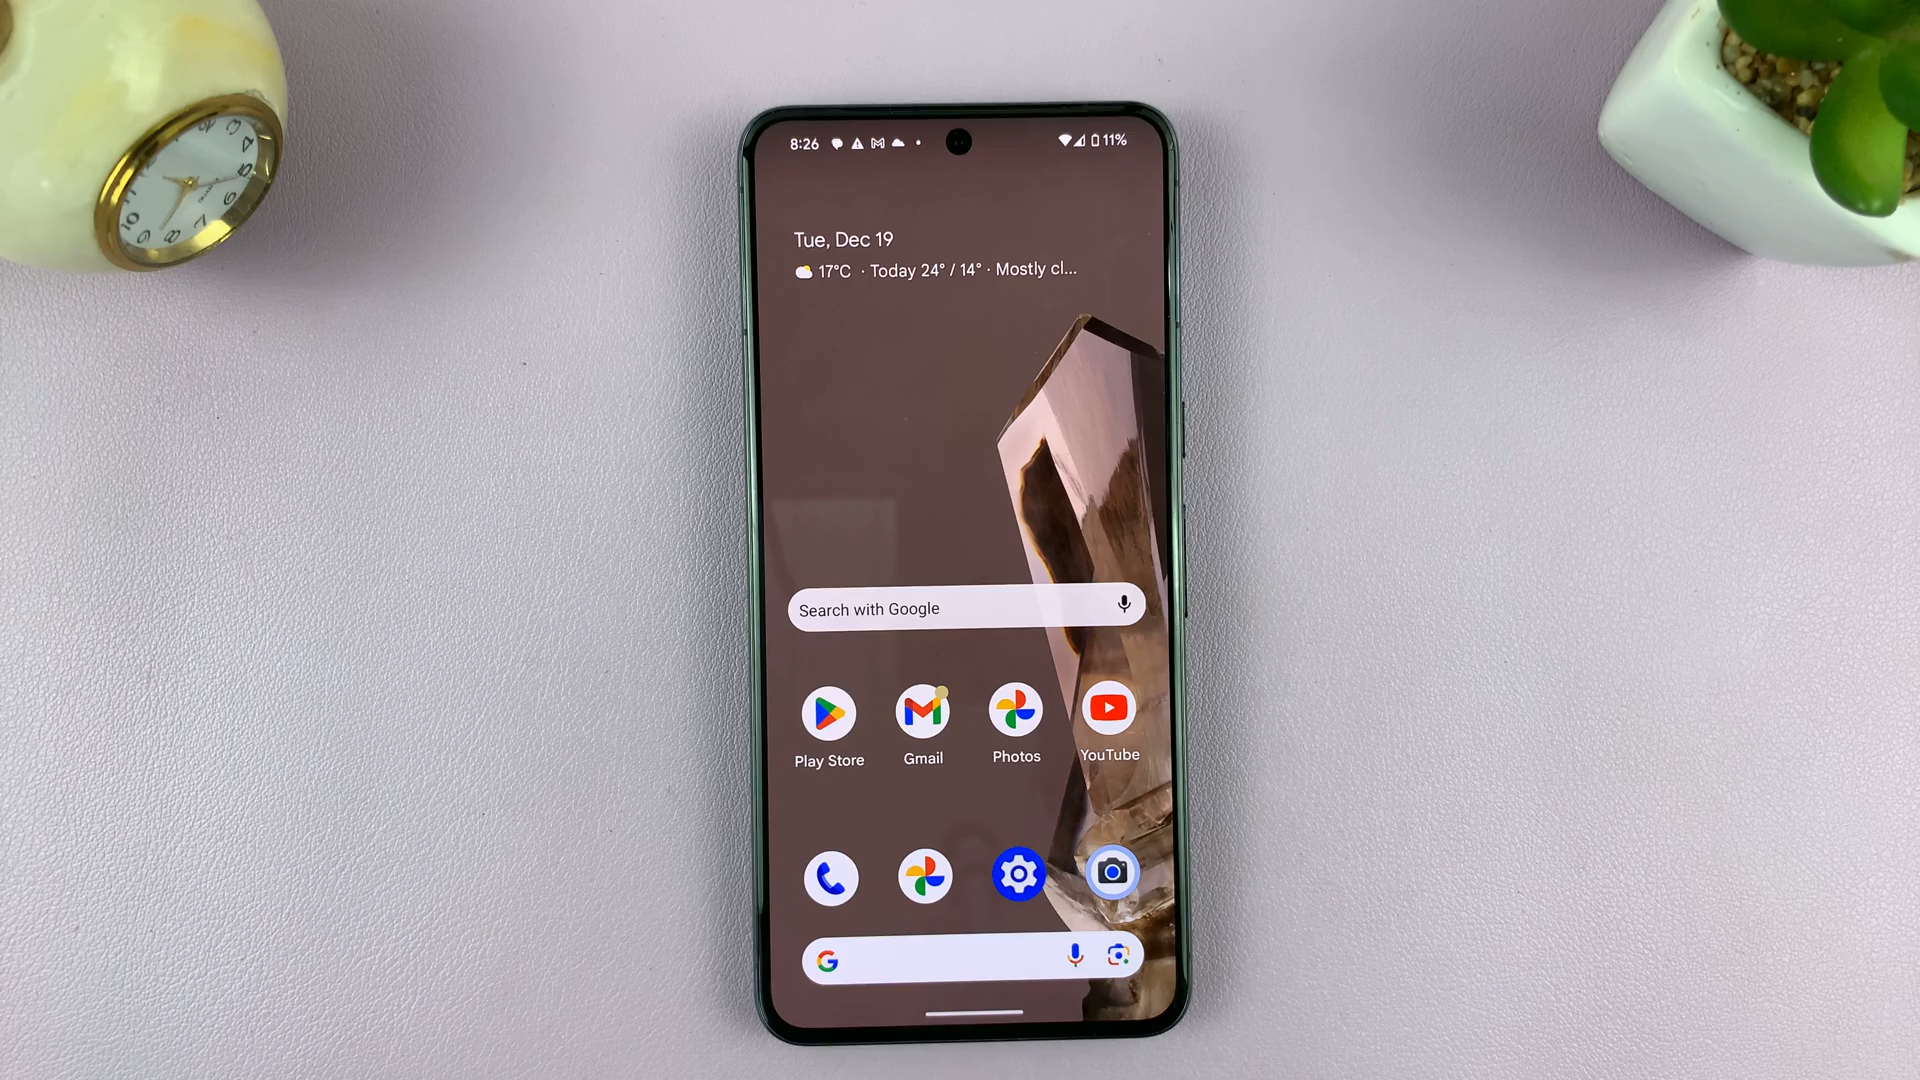 8:26
11%
Tue, Dec 19
17°C · Today 24° / 14° · Mostly cl...
Search with Google
Play Store
Gmail
Photos
YouTube
G